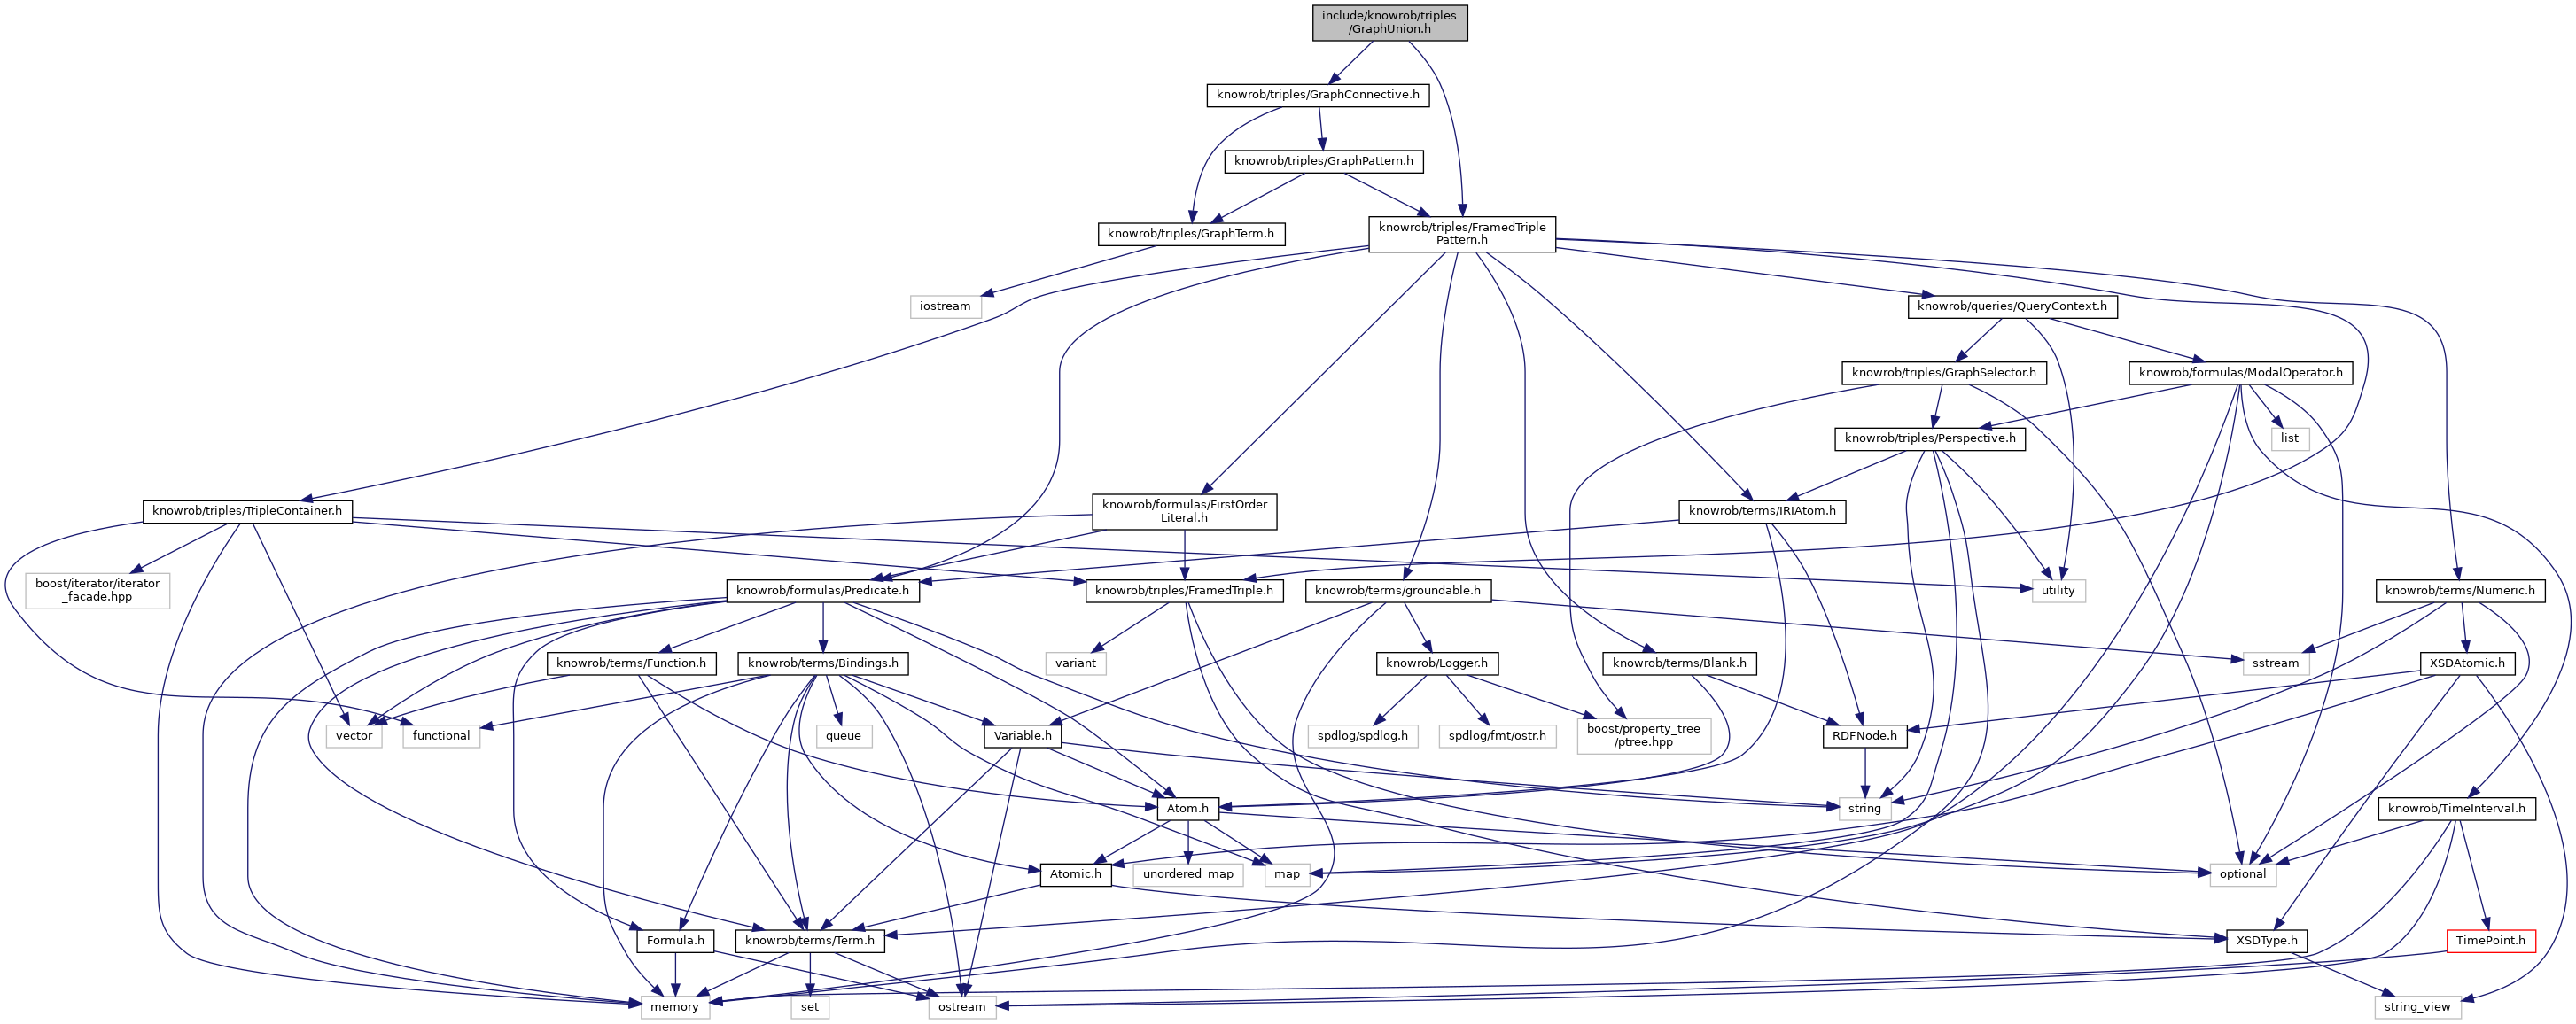 include/knowrob/triples
/GraphUnion.h
knowrob/triples/GraphConnective.h
knowrob/triples/GraphPattern.h
knowrob/triples/GraphTerm.h
knowrob/triples/FramedTriple
Pattern.h
iostream
knowrob/queries/QueryContext.h
knowrob/triples/GraphSelector.h
knowrob/formulas/ModalOperator.h
knowrob/triples/Perspective.h
list
knowrob/triples/TripleContainer.h
knowrob/formulas/FirstOrder
Literal.h
knowrob/terms/IRIAtom.h
boost/iterator/iterator
_facade.hpp
knowrob/formulas/Predicate.h
knowrob/triples/FramedTriple.h
knowrob/terms/groundable.h
utility
knowrob/terms/Numeric.h
knowrob/terms/Function.h
knowrob/terms/Bindings.h
variant
knowrob/Logger.h
knowrob/terms/Blank.h
sstream
XSDAtomic.h
vector
functional
queue
Variable.h
spdlog/spdlog.h
spdlog/fmt/ostr.h
boost/property_tree
/ptree.hpp
RDFNode.h
Atom.h
string
knowrob/TimeInterval.h
Atomic.h
unordered_map
map
optional
Formula.h
knowrob/terms/Term.h
XSDType.h
TimePoint.h
memory
set
ostream
string_view